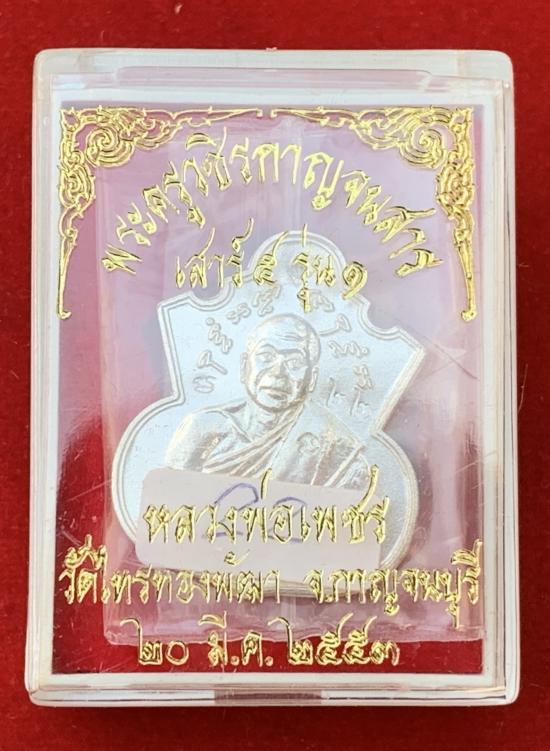 พระครูวชิรกาญจนสาร
เสาร์ ๕ รุ่น ๑
หลวงพ่อเพชร
วัดไทรทองพัฒนา จ.กาญจนบุรี
๒๐ มี.ค. ๒๕๕๓